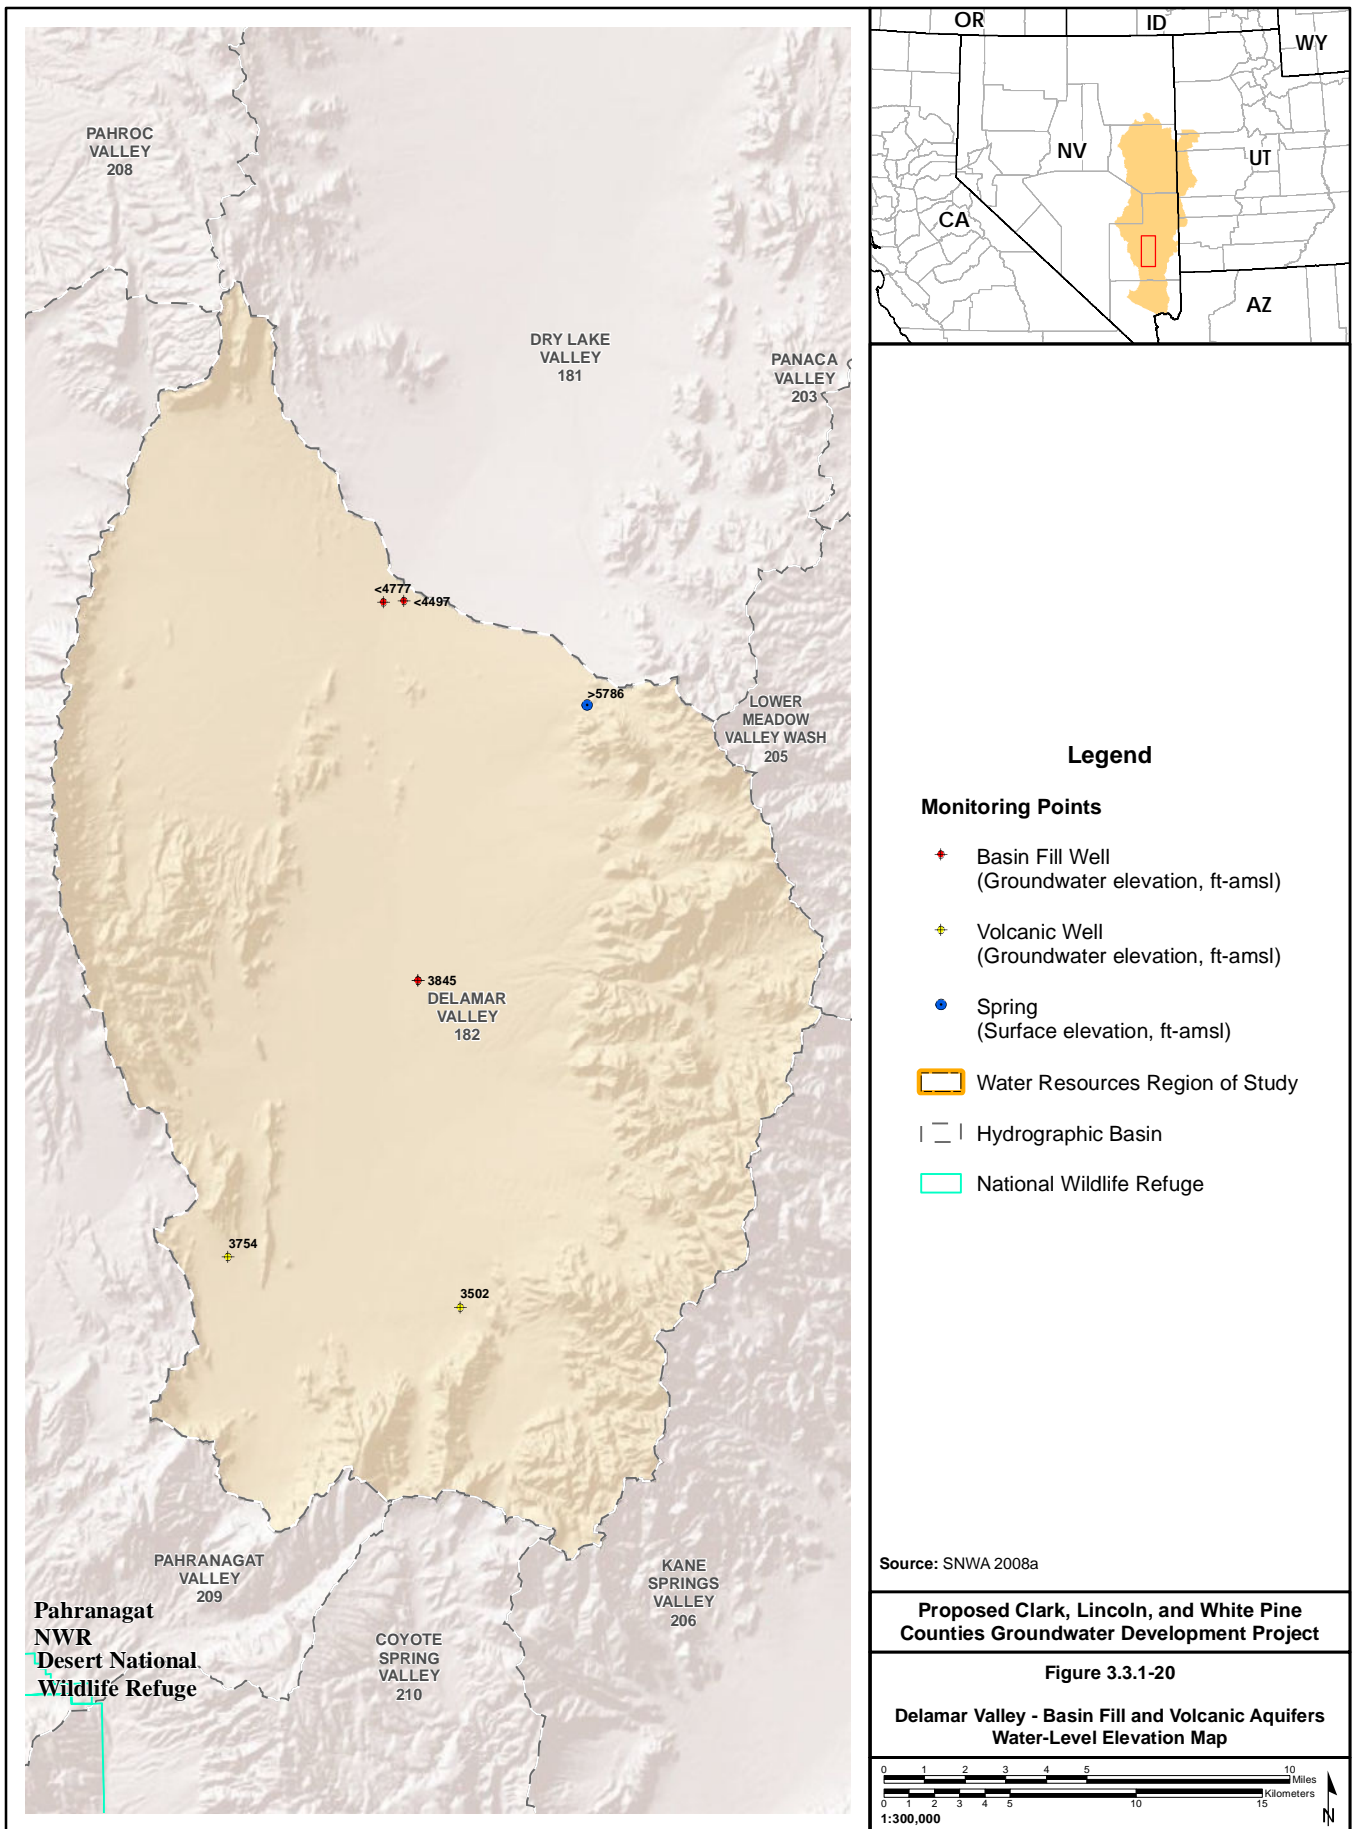 PAHROC
VALLEY
208
DRY LAKE
VALLEY
181
PANACA
VALLEY
203
<4777
<4497
>5786
LOWER
MEADOW
VALLEY WASH
205
3845
DELAMAR
VALLEY
182
3754
3502
PAHRANAGAT
VALLEY
209
KANE
SPRINGS
VALLEY
206
COYOTE
SPRING
VALLEY
210
Pahranagat
NWR
Desert National
Wildlife Refuge
OR
ID
WY
NV
UT
CA
AZ
Legend
Monitoring Points
Basin Fill Well
(Groundwater elevation, ft-amsl)
Volcanic Well
(Groundwater elevation, ft-amsl)
Spring
(Surface elevation, ft-amsl)
Water Resources Region of Study
Hydrographic Basin
National Wildlife Refuge
Source: SNWA 2008a
Proposed Clark, Lincoln, and White Pine
Counties Groundwater Development Project
Figure 3.3.1-20
Delamar Valley - Basin Fill and Volcanic Aquifers
Water-Level Elevation Map
0 1 2 3 4 5 10
Miles
Kilometers
0 1 2 3 4 5 10 15
1:300,000
N